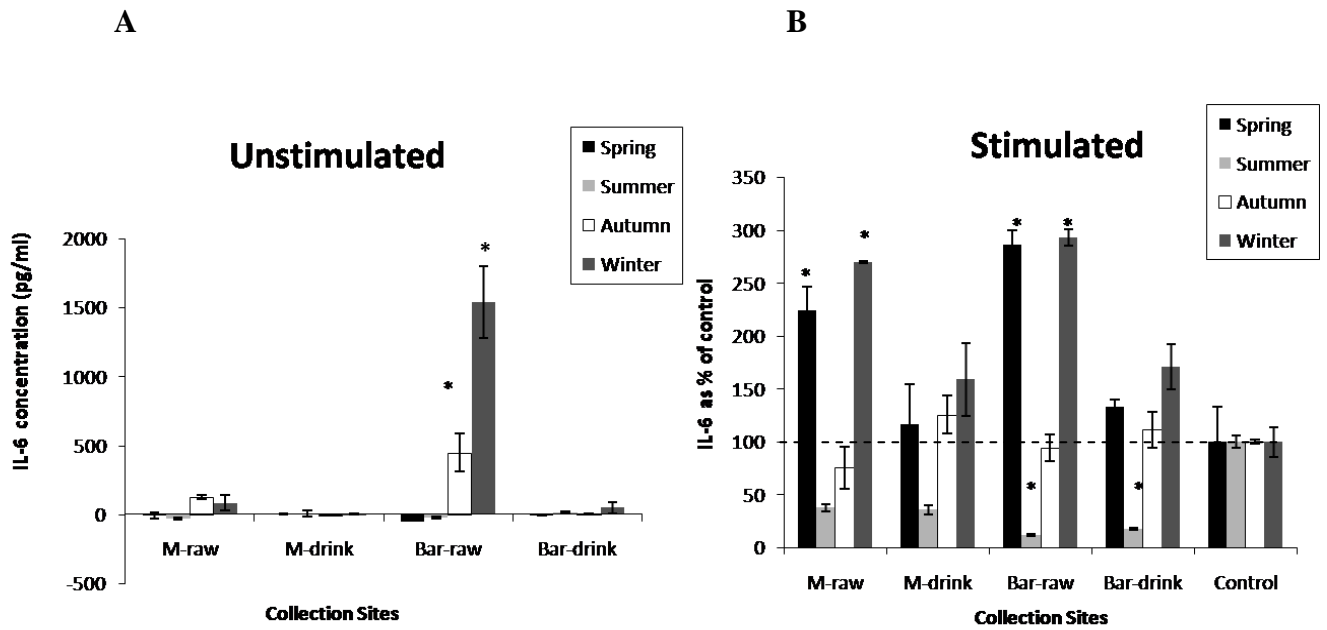 A
Unstimulated
Spring
Summer
Autumn
Winter
IL-6 concentration (pg/ml)
2000
1500
1000
500
0
-500
*
*
M-raw M-drink Bar-raw Bar-drink
Collection Sites
B
Stimulated
Spring
Summer
Autumn
Winter
IL-6 as % of control
350
300
250
200
150
100
50
0
*
*
*
*
*
*
M-raw M-drink Bar-raw Bar-drink Control
Collection Sites